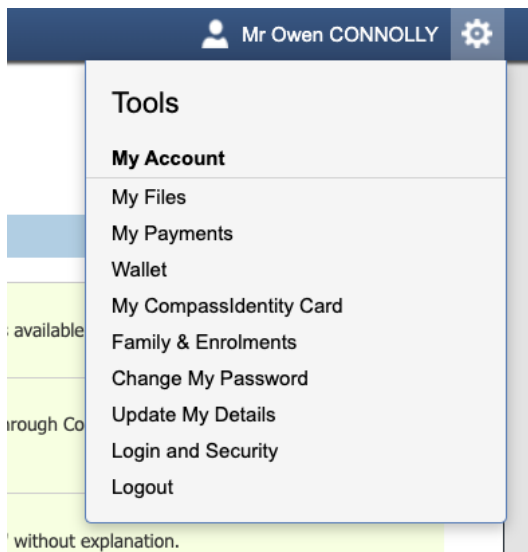 Mr Owen CONNOLLY
Tools
My Account
My Files
My Payments
Wallet
My CompassIdentity Card
available
Family & Enrolments
Change My Password
Update My Details
rough Co
Login and Security
Logout
' without explanation.